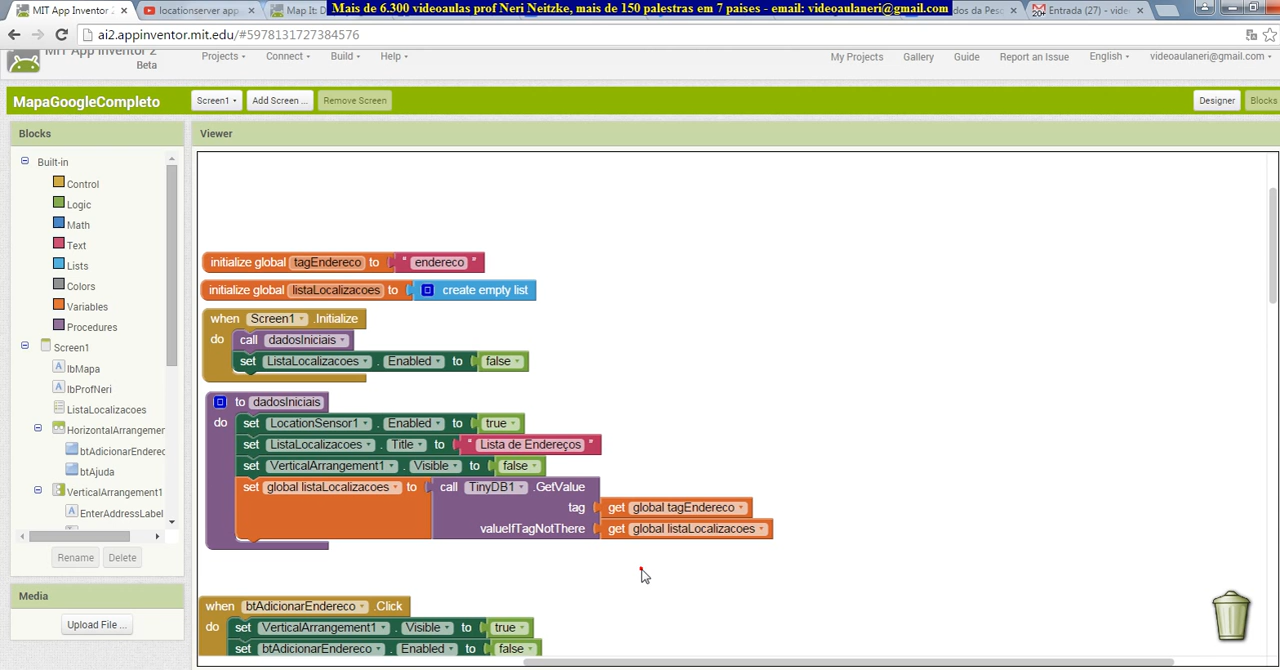 MIT App Inventor 2
locationserver app
Map It: D
Mais de 6.300 videoaulas prof Neri Neitzke, mais de 150 palestras em 7 paises - email: videoaulaneri@gmail.com
dos da Pes
Entrada (27) - vide
ai2.appinventor.mit.edu/#5978131727384576
MIT App Inventor 2
Beta
Projects
Connect
Build
Help
My Projects
Gallery
Guide
Report an Issue
English
videoaulaneri@gmail.com
MapaGoogleCompleto
Screen1
Add Screen ...
Remove Screen
Designer
Blocks
Blocks
Viewer
Built-in
Control
Logic
Math
Text
Lists
Colors
Variables
Procedures
Screen1
lbMapa
lbProfNeri
ListaLocalizacoes
HorizontalArrangemer
btAdicionarEnderec
btAjuda
VerticalArrangement1
EnterAddressLabel
Rename
Delete
Media
Upload File ...
initialize global tagEndereco to " endereco "
initialize global listaLocalizacoes to create empty list
when Screen1 .Initialize
do call dadosIniciais
set ListaLocalizacoes . Enabled to false
to dadosIniciais
do set LocationSensor1 . Enabled to true
set ListaLocalizacoes . Title to " Lista de Endereços "
set VerticalArrangement1 . Visible to false
set global listaLocalizacoes to call TinyDB1 .GetValue
tag get global tagEndereco
valueIfTagNotThere get global listaLocalizacoes
when btAdicionarEndereco .Click
do set VerticalArrangement1 . Visible to true
set btAdicionarEndereco . Enabled to false